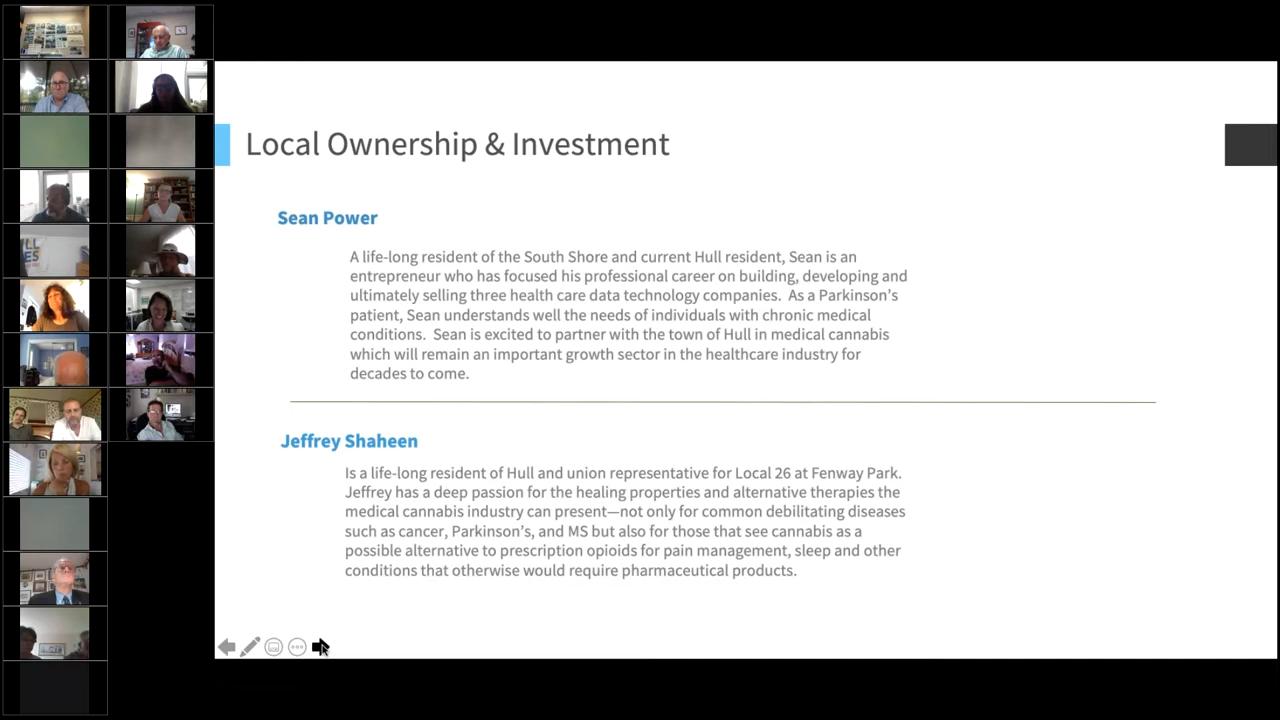 Local Ownership & Investment
Sean Power
A life-long resident of the South Shore and current Hull resident, Sean is an
entrepreneur who has focused his professional career on building, developing and
ultimately selling three health care data technology companies. As a Parkinson's
patient, Sean understands well the needs of individuals with chronic medical
conditions. Sean is excited to partner with the town of Hull in medical cannabis
which will remain an important growth sector in the healthcare industry for
decades to come.
Jeffrey Shaheen
Is a life-long resident of Hull and union representative for Local 26 at Fenway Park.
Jeffrey has a deep passion for the healing properties and alternative therapies the
medical cannabis industry can present—not only for common debilitating diseases
such as cancer, Parkinson's, and MS but also for those that see cannabis as a
possible alternative to prescription opioids for pain management, sleep and other
conditions that otherwise would require pharmaceutical products.